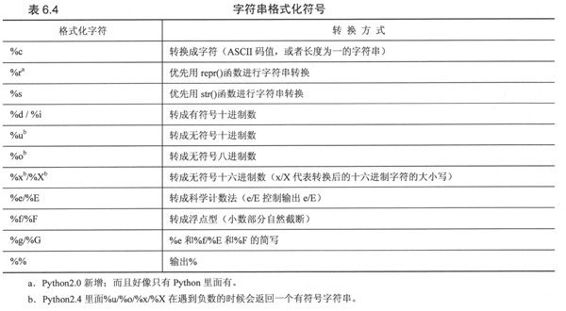 表 6.4 字符串格式化符号
格式化字符 转 换 方 式
%c 转换成字符（ASCII 码值，或者长度为一的字符串）
%rᵃ 优先用 repr()函数进行字符串转换
%s 优先用 str()函数进行字符串转换
%d / %i 转成有符号十进制数
%uᵇ 转成无符号十进制数
%oᵇ 转成无符号八进制数
%xᵇ/%Xᵇ 转成无符号十六进制数（x/X 代表转换后的十六进制字符的大小写）
%e/%E 转成科学计数法（e/E 控制输出 e/E）
%f/%F 转成浮点型（小数部分自然截断）
%g/%G %e 和%f/%E 和%F 的简写
%% 输出%
a．Python2.0 新增；而且好像只有 Python 里面有。
b．Python2.4 里面%u/%o/%x/%X 在遇到负数的时候会返回一个有符号字符串。